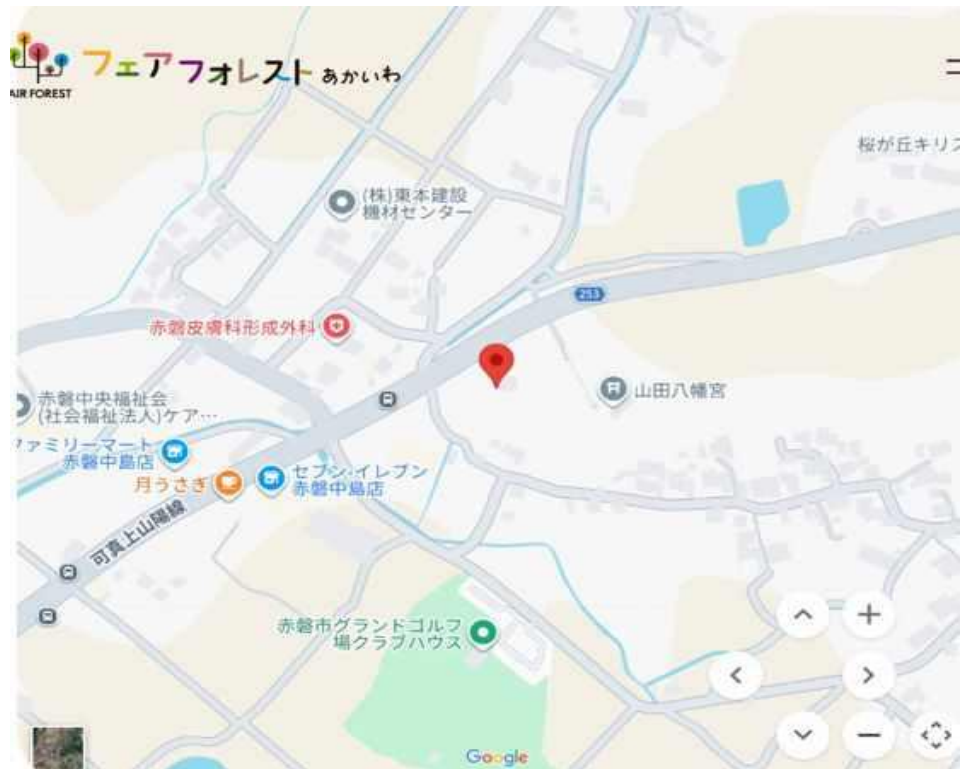 フェアフォレストあかいわ
AIR FOREST
桜が丘キリス
(株)東本建設
機材センター
253
赤磐皮膚科形成外科
山田八幡宮
赤磐中央福祉会
(社会福祉法人)ケア…
ファミリーマート
赤磐中島店
月うさぎ
セブン-イレブン
赤磐中島店
可真上山陽線
赤磐市グランドゴルフ
場クラブハウス
Google